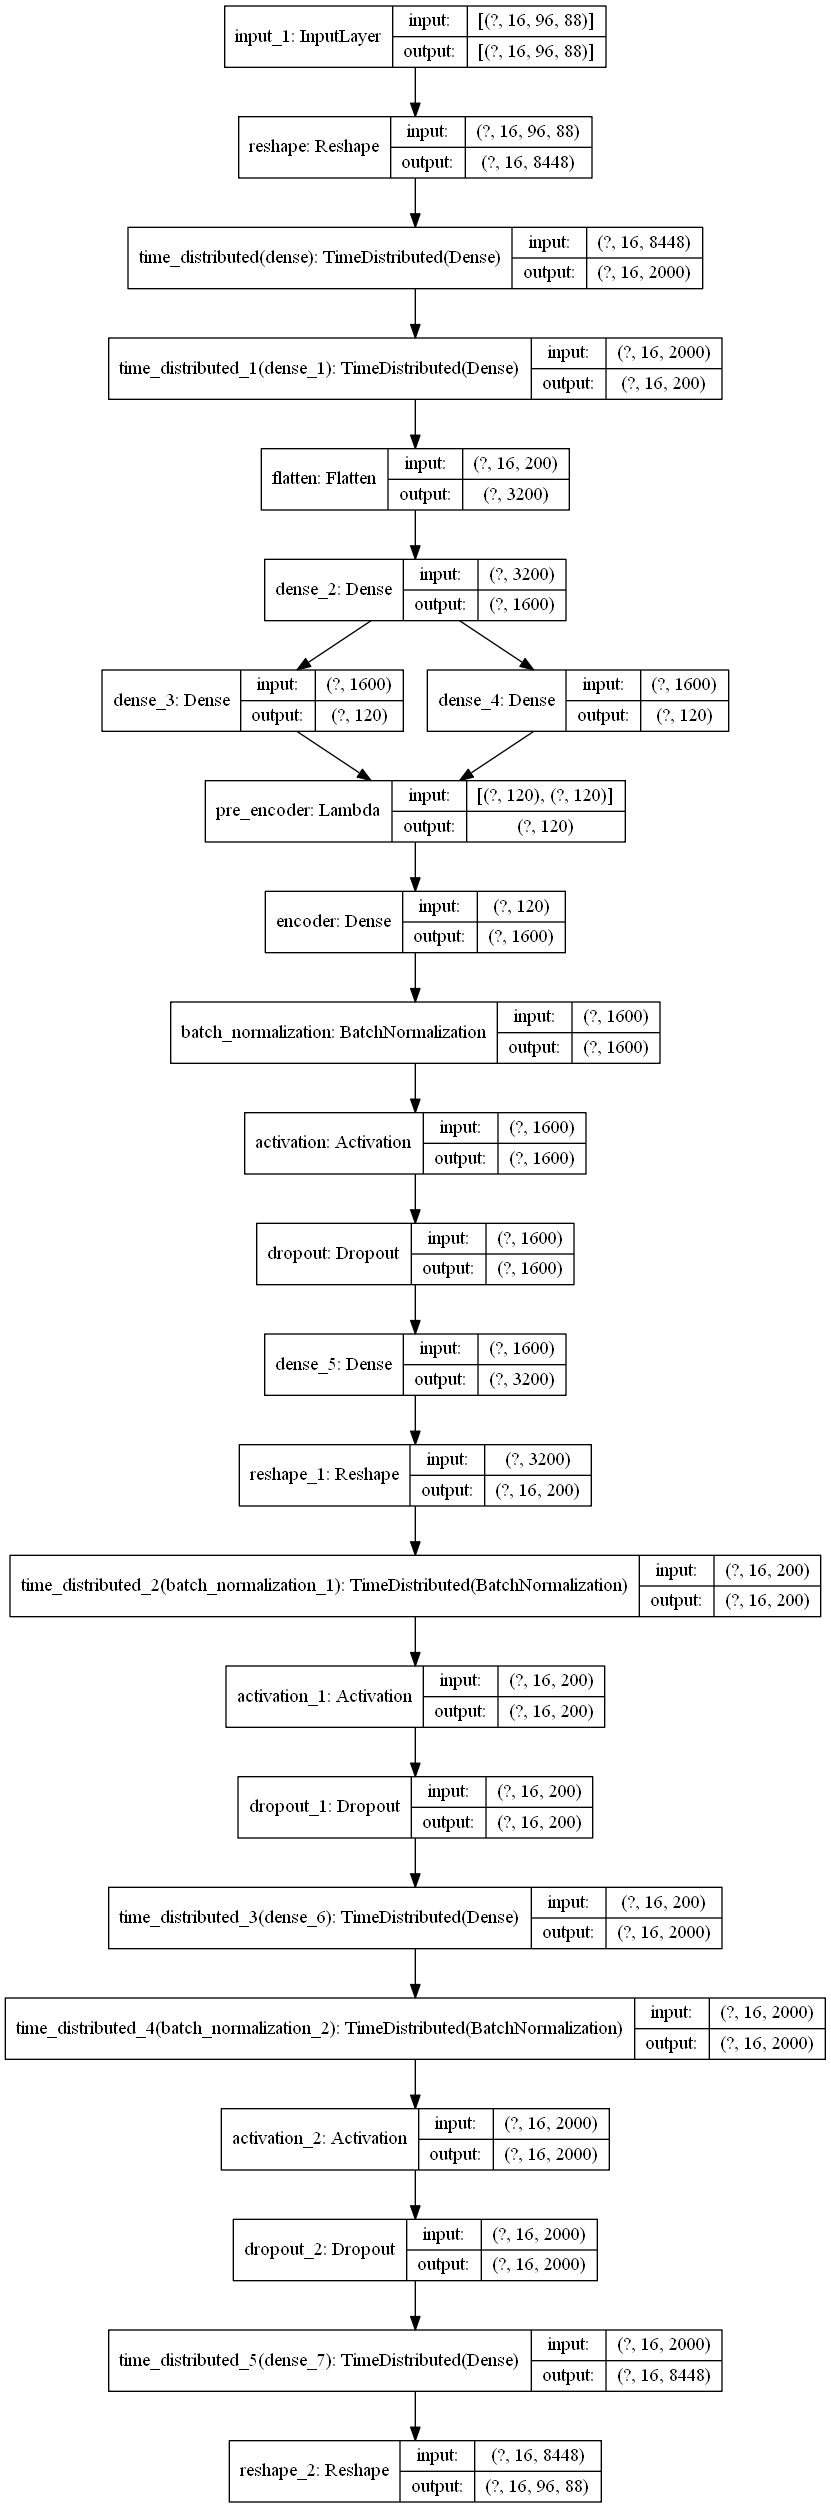 input_1: InputLayer
input: [(?, 16, 96, 88)]
output: [(?, 16, 96, 88)]
reshape: Reshape
input: (?, 16, 96, 88)
output: (?, 16, 8448)
time_distributed(dense): TimeDistributed(Dense)
input: (?, 16, 8448)
output: (?, 16, 2000)
time_distributed_1(dense_1): TimeDistributed(Dense)
input: (?, 16, 2000)
output: (?, 16, 200)
flatten: Flatten
input: (?, 16, 200)
output: (?, 3200)
dense_2: Dense
input: (?, 3200)
output: (?, 1600)
dense_3: Dense
input: (?, 1600)
output: (?, 120)
dense_4: Dense
input: (?, 1600)
output: (?, 120)
pre_encoder: Lambda
input: [(?, 120), (?, 120)]
output: (?, 120)
encoder: Dense
input: (?, 120)
output: (?, 1600)
batch_normalization: BatchNormalization
input: (?, 1600)
output: (?, 1600)
activation: Activation
input: (?, 1600)
output: (?, 1600)
dropout: Dropout
input: (?, 1600)
output: (?, 1600)
dense_5: Dense
input: (?, 1600)
output: (?, 3200)
reshape_1: Reshape
input: (?, 3200)
output: (?, 16, 200)
time_distributed_2(batch_normalization_1): TimeDistributed(BatchNormalization)
input: (?, 16, 200)
output: (?, 16, 200)
activation_1: Activation
input: (?, 16, 200)
output: (?, 16, 200)
dropout_1: Dropout
input: (?, 16, 200)
output: (?, 16, 200)
time_distributed_3(dense_6): TimeDistributed(Dense)
input: (?, 16, 200)
output: (?, 16, 2000)
time_distributed_4(batch_normalization_2): TimeDistributed(BatchNormalization)
input: (?, 16, 2000)
output: (?, 16, 2000)
activation_2: Activation
input: (?, 16, 2000)
output: (?, 16, 2000)
dropout_2: Dropout
input: (?, 16, 2000)
output: (?, 16, 2000)
time_distributed_5(dense_7): TimeDistributed(Dense)
input: (?, 16, 2000)
output: (?, 16, 8448)
reshape_2: Reshape
input: (?, 16, 8448)
output: (?, 16, 96, 88)